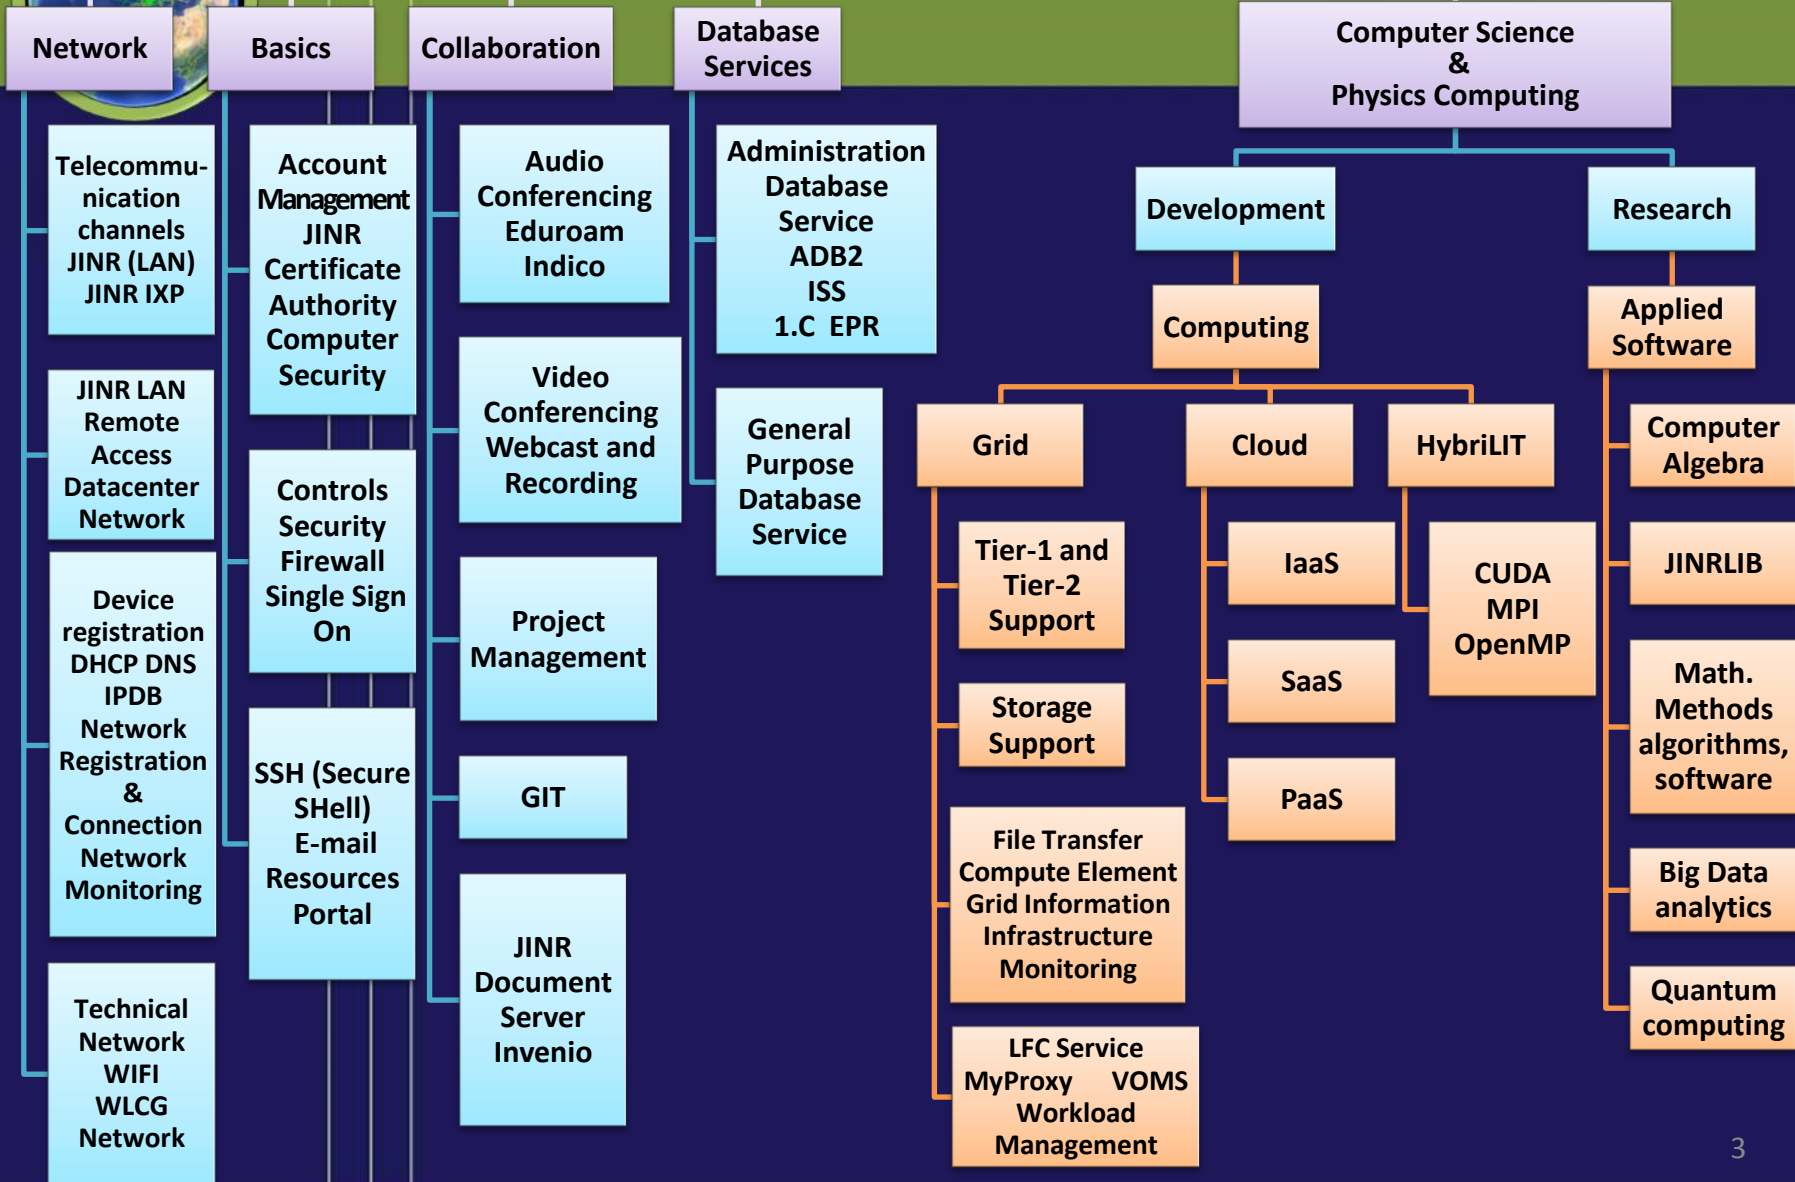 Network
Telecommu-
nication
channels
JINR (LAN)
JINR IXP
JINR LAN
Remote
Access
Datacenter
Network
Device
registration
DHCP DNS
IPDB
Network
Registration
&
Connection
Network
Monitoring
Technical
Network
WIFI
WLCG
Network
Basics
Account
Management
JINR
Certificate
Authority
Computer
Security
Controls
Security
Firewall
Single Sign
On
SSH (Secure
SHell)
E-mail
Resources
Portal
Collaboration
Audio
Conferencing
Eduroam
Indico
Video
Conferencing
Webcast and
Recording
Project
Management
GIT
JINR
Document
Server
Invenio
Database
Services
Administration
Database
Service
ADB2
ISS
1.C EPR
General
Purpose
Database
Service
Computer Science
&
Physics Computing
Development
Computing
Grid
Tier-1 and
Tier-2
Support
Storage
Support
File Transfer
Compute Element
Grid Information
Infrastructure
Monitoring
LFC Service
MyProxy VOMS
Workload
Management
Cloud
IaaS
SaaS
PaaS
HybriLIT
CUDA
MPI
OpenMP
Research
Applied
Software
Computer
Algebra
JINRLIB
Math.
Methods
algorithms,
software
Big Data
analytics
Quantum
computing
3